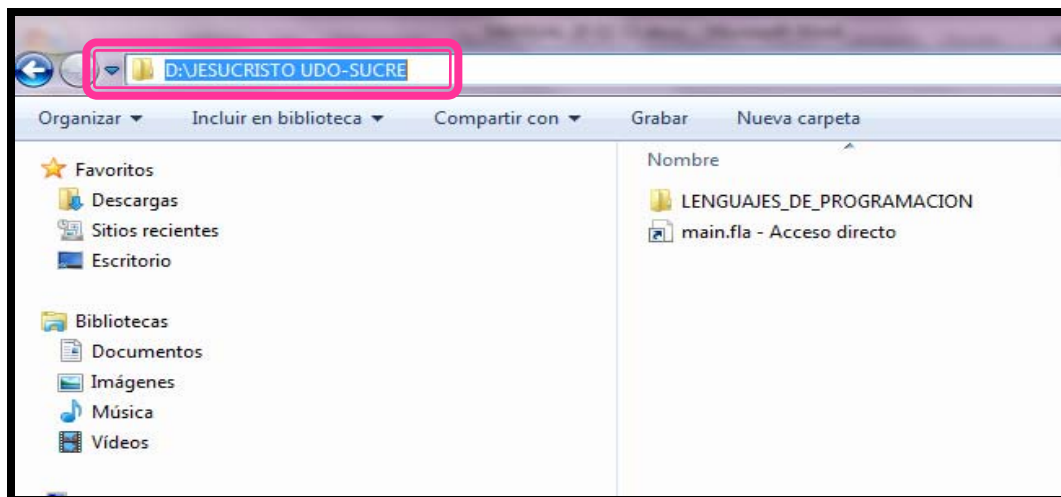 D:\JESUCRISTO UDO-SUCRE
Organizar Incluir en biblioteca Compartir con Grabar Nueva carpeta
Favoritos
Descargas
Sitios recientes
Escritorio
Bibliotecas
Documentos
Imágenes
Música
Vídeos
Nombre
LENGUAJES_DE_PROGRAMACION
main.fla - Acceso directo